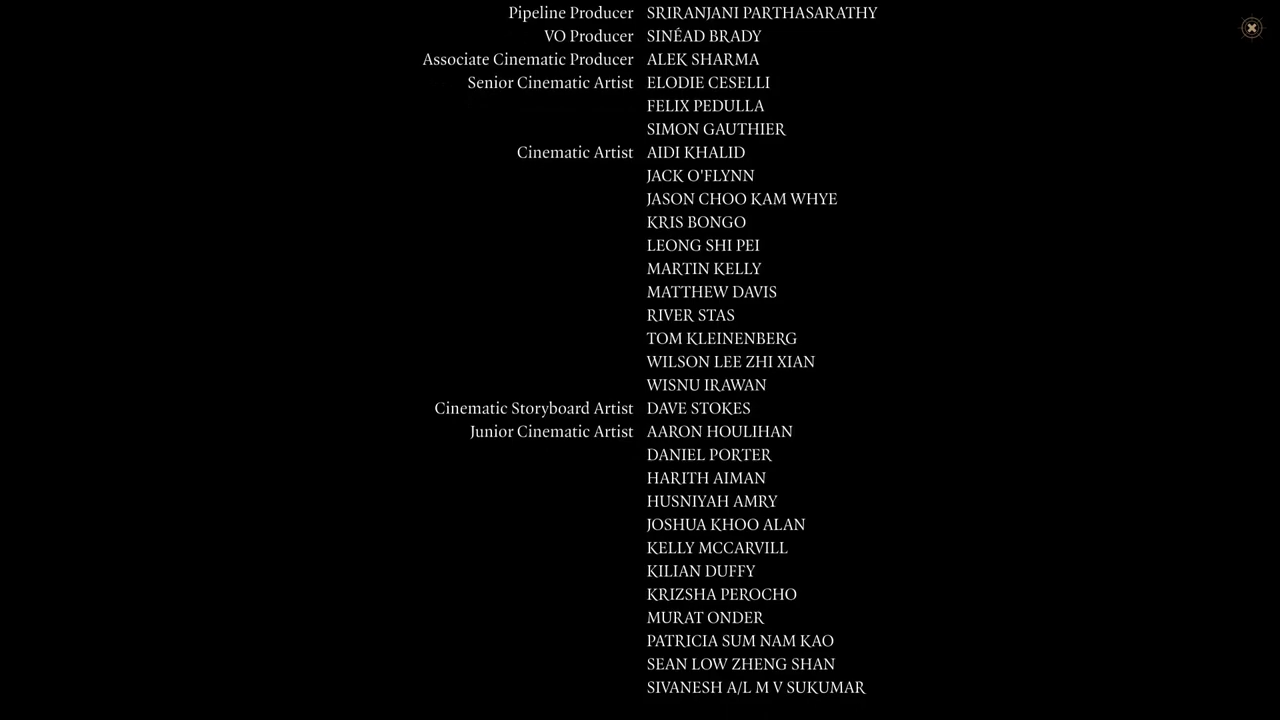 Pipeline Producer SRIRANJANI PARTHASARATHY
VO Producer SINÉAD BRADY
Associate Cinematic Producer ALEK SHARMA
Senior Cinematic Artist ELODIE CESELLI
FELIX PEDULLA
SIMON GAUTHIER
Cinematic Artist AIDI KHALID
JACK O'FLYNN
JASON CHOO KAM WHYE
KRIS BONGO
LEONG SHI PEI
MARTIN KELLY
MATTHEW DAVIS
RIVER STAS
TOM KLEINENBERG
WILSON LEE ZHI XIAN
WISNU IRAWAN
Cinematic Storyboard Artist DAVE STOKES
Junior Cinematic Artist AARON HOULIHAN
DANIEL PORTER
HARITH AIMAN
HUSNIYAH AMRY
JOSHUA KHOO ALAN
KELLY MCCARVILL
KILIAN DUFFY
KRIZSHA PEROCHO
MURAT ONDER
PATRICIA SUM NAM KAO
SEAN LOW ZHENG SHAN
SIVANESH A/L M V SUKUMAR